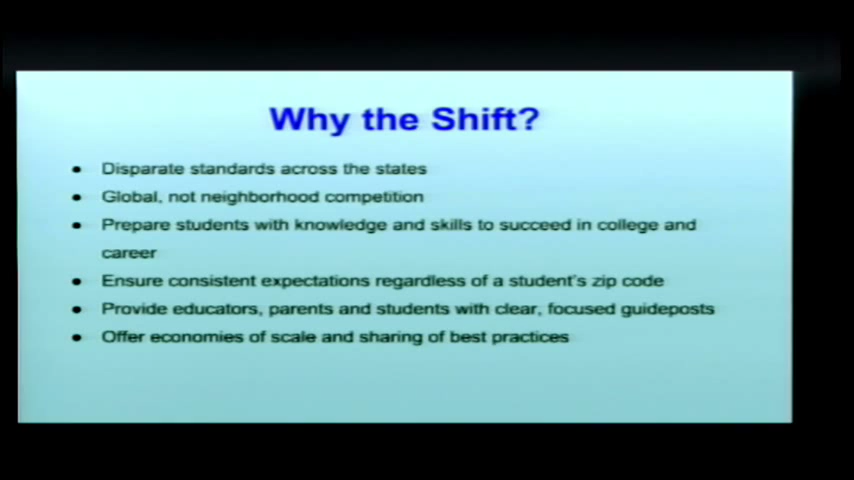 Why the Shift?
● Disparate standards across the states
● Global, not neighborhood competition
● Prepare students with knowledge and skills to succeed in college and
career
● Ensure consistent expectations regardless of a student's zip code
● Provide educators, parents and students with clear, focused guideposts
● Offer economies of scale and sharing of best practices